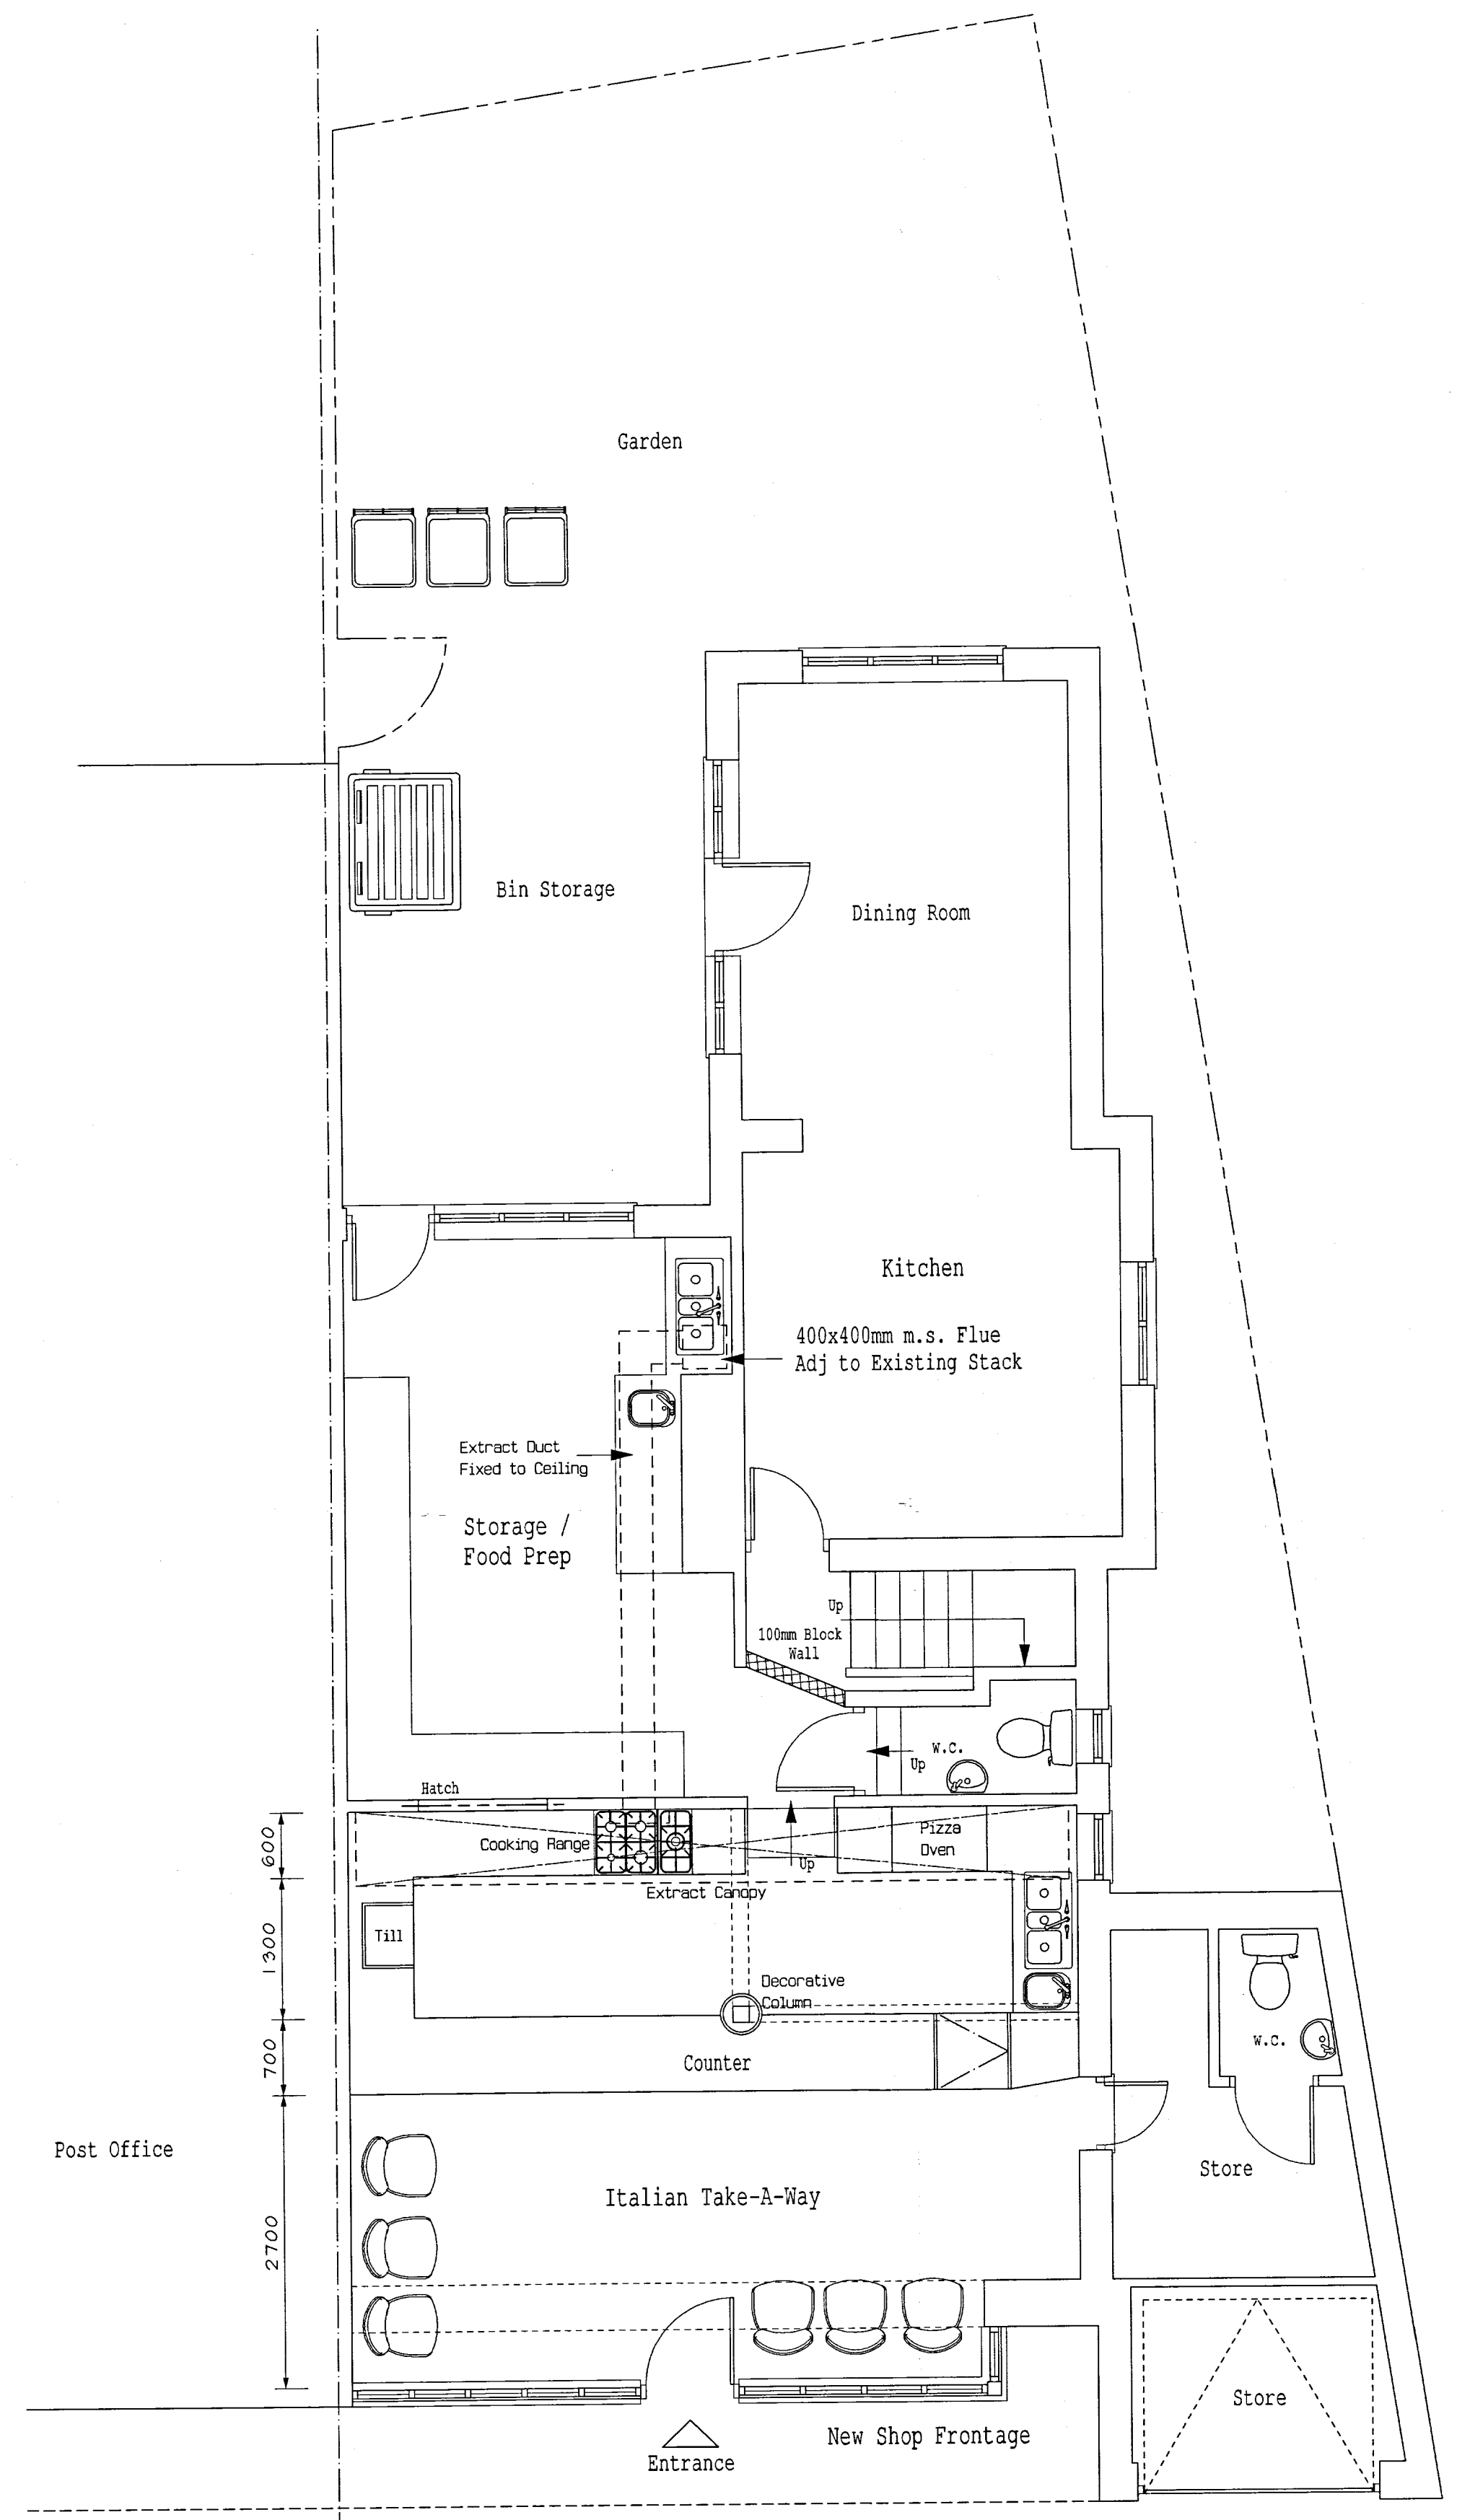 Garden
Bin Storage
Dining Room
Kitchen
400x400mm m.s. Flue
Adj to Existing Stack
Extract Duct
Fixed to Ceiling
Storage /
Food Prep
Up
100mm Block
Wall
W.C.
Up
Hatch
600
Cooking Range
Pizza
Oven
Up
Extract Canopy
1300
Till
Decorative
Column
W.C.
700
Counter
Post Office
Store
Italian Take-A-Way
2700
Store
New Shop Frontage
Entrance